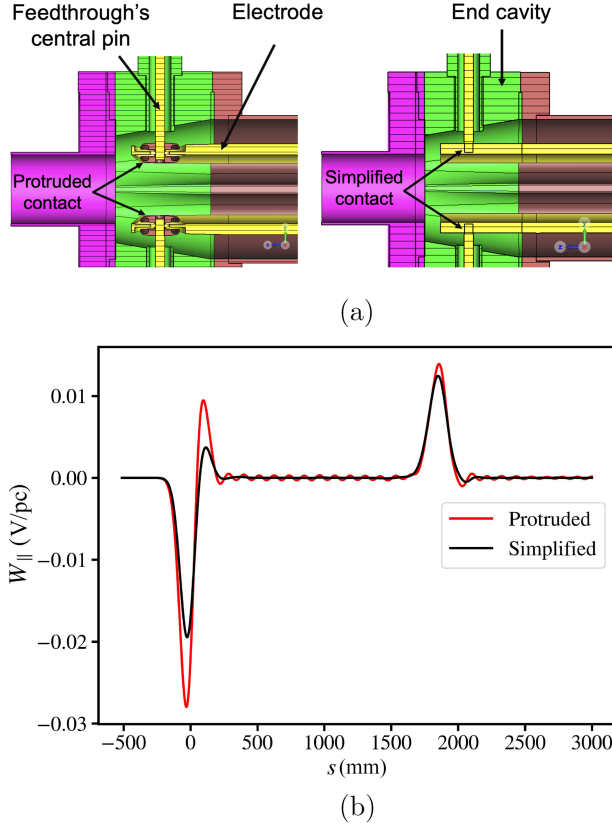 Feedthrough's
central pin
Electrode
End cavity
Protruded
contact
Simplified
contact
y
z
x
y
z
x
(a)
0.01
0.00
−0.01
−0.02
−0.03
W∥ (V/pc)
Protruded
Simplified
−500
0
500
1000
1500
2000
2500
3000
s (mm)
(b)